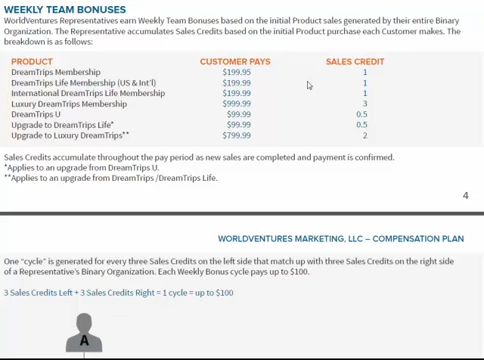 WEEKLY TEAM BONUSES
WorldVentures Representatives earn Weekly Team Bonuses based on the initial Product sales generated by their entire Binary
Organization. The Representative accumulates Sales Credits based on the initial Product purchase each Customer makes. The
breakdown is as follows:
PRODUCT CUSTOMER PAYS SALES CREDIT
DreamTrips Membership $199.95 1
DreamTrips Life Membership (US & Int'l) $199.99 1
International DreamTrips Life Membership $199.99 1
Luxury DreamTrips Membership $999.99 3
DreamTrips U $99.99 0.5
Upgrade to DreamTrips Life* $99.99 0.5
Upgrade to Luxury DreamTrips** $799.99 2
Sales Credits accumulate throughout the pay period as new sales are completed and payment is confirmed.
*Applies to an upgrade from DreamTrips U.
**Applies to an upgrade from DreamTrips /DreamTrips Life.
4
WORLDVENTURES MARKETING, LLC – COMPENSATION PLAN
One "cycle" is generated for every three Sales Credits on the left side that match up with three Sales Credits on the right side
of a Representative's Binary Organization. Each Weekly Bonus cycle pays up to $100.
3 Sales Credits Left + 3 Sales Credits Right = 1 cycle = up to $100
A